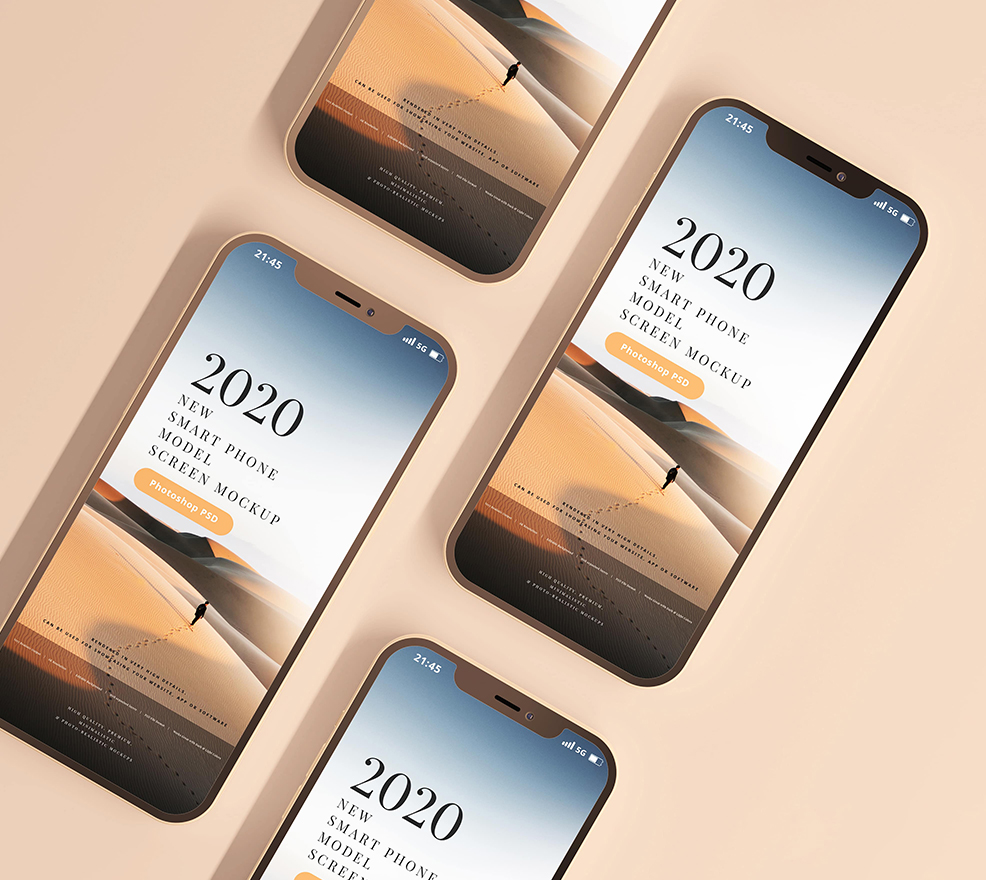 RENDERED IN VERY HIGH DETAILS.
CAN BE USED FOR SHOWCASING YOUR WEBSITE, APP OR SOFTWARE
HIGH QUALITY, PREMIUM,
MINIMALISTIC
& PHOTO-REALISTIC MOCKUPS
21:45
5G
2020
NEW
SMART PHONE
MODEL
SCREEN MOCKUP
Photoshop PSD
RENDERED IN VERY HIGH DETAILS.
CAN BE USED FOR SHOWCASING YOUR WEBSITE, APP OR SOFTWARE
HIGH QUALITY, PREMIUM,
MINIMALISTIC
& PHOTO-REALISTIC MOCKUPS
21:45
5G
2020
NEW
SMART PHONE
MODEL
SCREEN MOCKUP
Photoshop PSD
RENDERED IN VERY HIGH DETAILS.
CAN BE USED FOR SHOWCASING YOUR WEBSITE, APP OR SOFTWARE
HIGH QUALITY, PREMIUM,
MINIMALISTIC
& PHOTO-REALISTIC MOCKUPS
21:45
5G
2020
NEW
SMART PHONE
MODEL